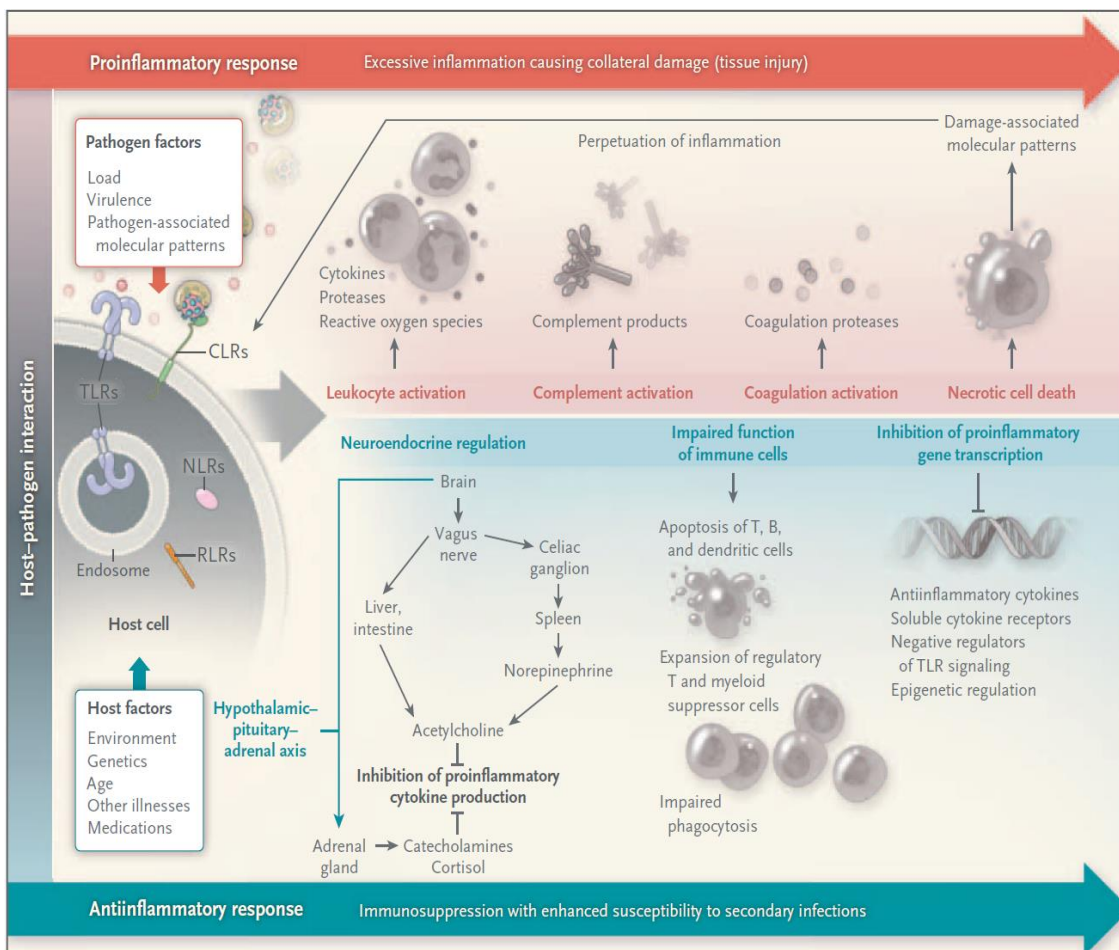 Proinflammatory response
Excessive inflammation causing collateral damage (tissue injury)
Host–pathogen interaction
Pathogen factors
Load
Virulence
Pathogen-associated
molecular patterns
Perpetuation of inflammation
Damage-associated
molecular patterns
Cytokines
Proteases
Reactive oxygen species
Complement products
Coagulation proteases
CLRs
TLRs
NLRs
RLRs
Endosome
Host cell
Leukocyte activation
Complement activation
Coagulation activation
Necrotic cell death
Neuroendocrine regulation
Brain
Vagus
nerve
Celiac
ganglion
Liver,
intestine
Spleen
Norepinephrine
Acetylcholine
Hypothalamic–
pituitary–
adrenal axis
Inhibition of proinflammatory
cytokine production
Adrenal
gland
Catecholamines
Cortisol
Impaired function
of immune cells
Apoptosis of T, B,
and dendritic cells
Expansion of regulatory
T and myeloid
suppressor cells
Impaired
phagocytosis
Inhibition of proinflammatory
gene transcription
Antiinflammatory cytokines
Soluble cytokine receptors
Negative regulators
of TLR signaling
Epigenetic regulation
Host factors
Environment
Genetics
Age
Other illnesses
Medications
Antiinflammatory response
Immunosuppression with enhanced susceptibility to secondary infections